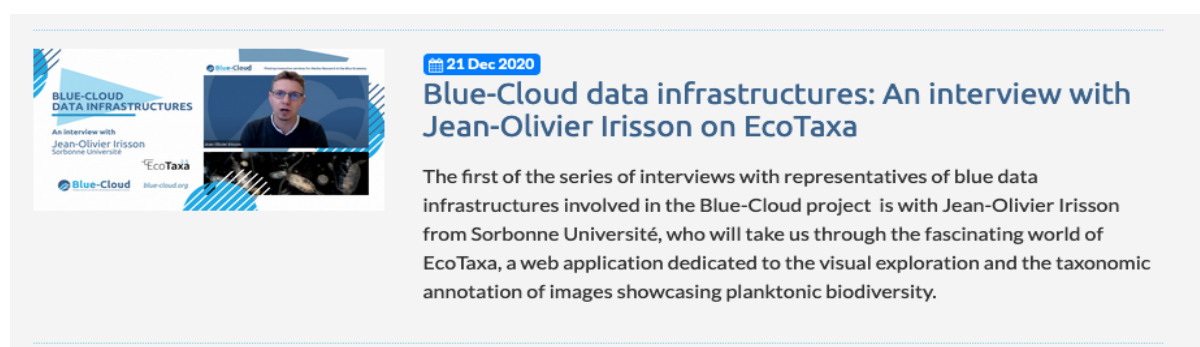 BLUE-CLOUD
DATA INFRASTRUCTURES
An interview with
Jean-Olivier Irisson
Sorbonne Université
EcoTaxa
Blue-Cloud
blue-cloud.org
Blue-Cloud
Jean-Olivier Irisson
21 Dec 2020
Blue-Cloud data infrastructures: An interview with
Jean-Olivier Irisson on EcoTaxa
The first of the series of interviews with representatives of blue data
infrastructures involved in the Blue-Cloud project is with Jean-Olivier Irisson
from Sorbonne Université, who will take us through the fascinating world of
EcoTaxa, a web application dedicated to the visual exploration and the taxonomic
annotation of images showcasing planktonic biodiversity.